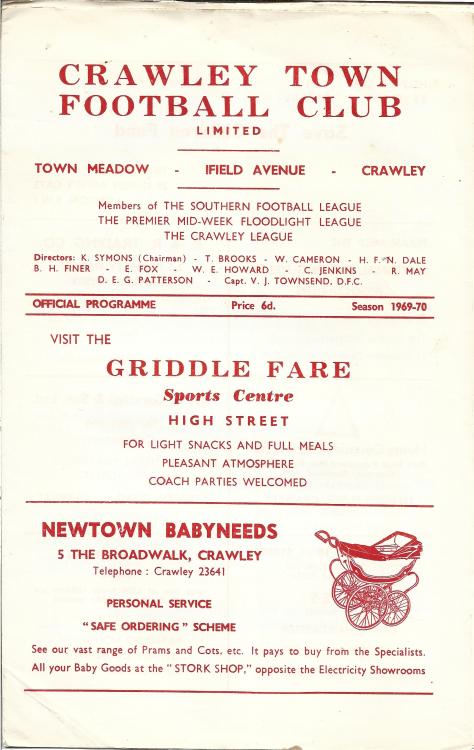 CRAWLEY TOWN
FOOTBALL CLUB
LIMITED
TOWN MEADOW - IFIELD AVENUE - CRAWLEY
Members of THE SOUTHERN FOOTBALL LEAGUE
THE PREMIER MID-WEEK FLOODLIGHT LEAGUE
THE CRAWLEY LEAGUE
Directors: K. SYMONS (Chairman) - T. BROOKS - W. CAMERON - H. F. N. DALE
B. H. FINER - E. FOX - W. E. HOWARD - C. JENKINS - R. MAY
D. E. G. PATTERSON - Capt. V. J. TOWNSEND, D.F.C.
OFFICIAL PROGRAMME Price 6d. Season 1969-70
VISIT THE
GRIDDLE FARE
Sports Centre
HIGH STREET
FOR LIGHT SNACKS AND FULL MEALS
PLEASANT ATMOSPHERE
COACH PARTIES WELCOMED
NEWTOWN BABYNEEDS
5 THE BROADWALK, CRAWLEY
Telephone : Crawley 23641
PERSONAL SERVICE
"SAFE ORDERING" SCHEME
See our vast range of Prams and Cots, etc. It pays to buy from the Specialists.
All your Baby Goods at the "STORK SHOP," opposite the Electricity Showrooms